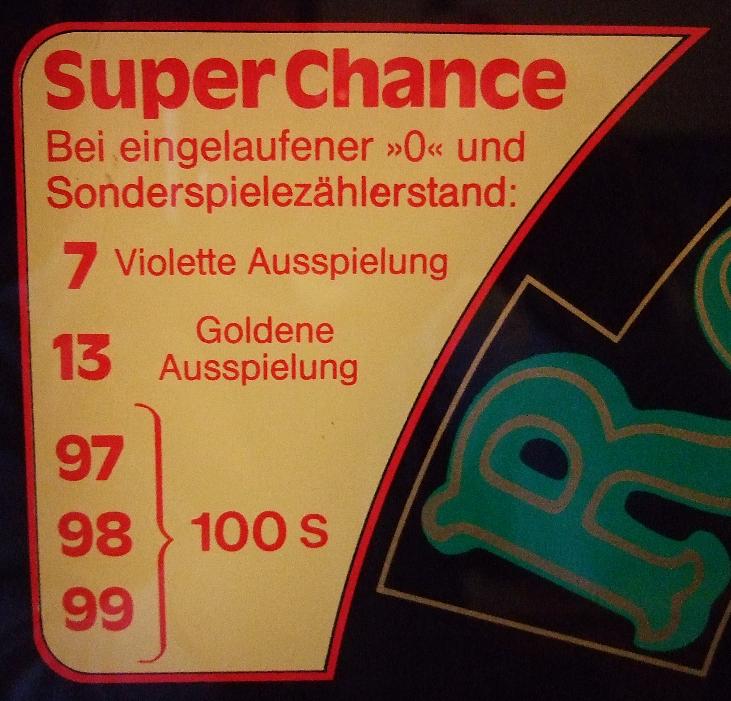 Super Chance
Bei eingelaufener »0« und
Sonderspielezählerstand:
7 Violette Ausspielung
13 Goldene
Ausspielung
97
98 100 S
99
R